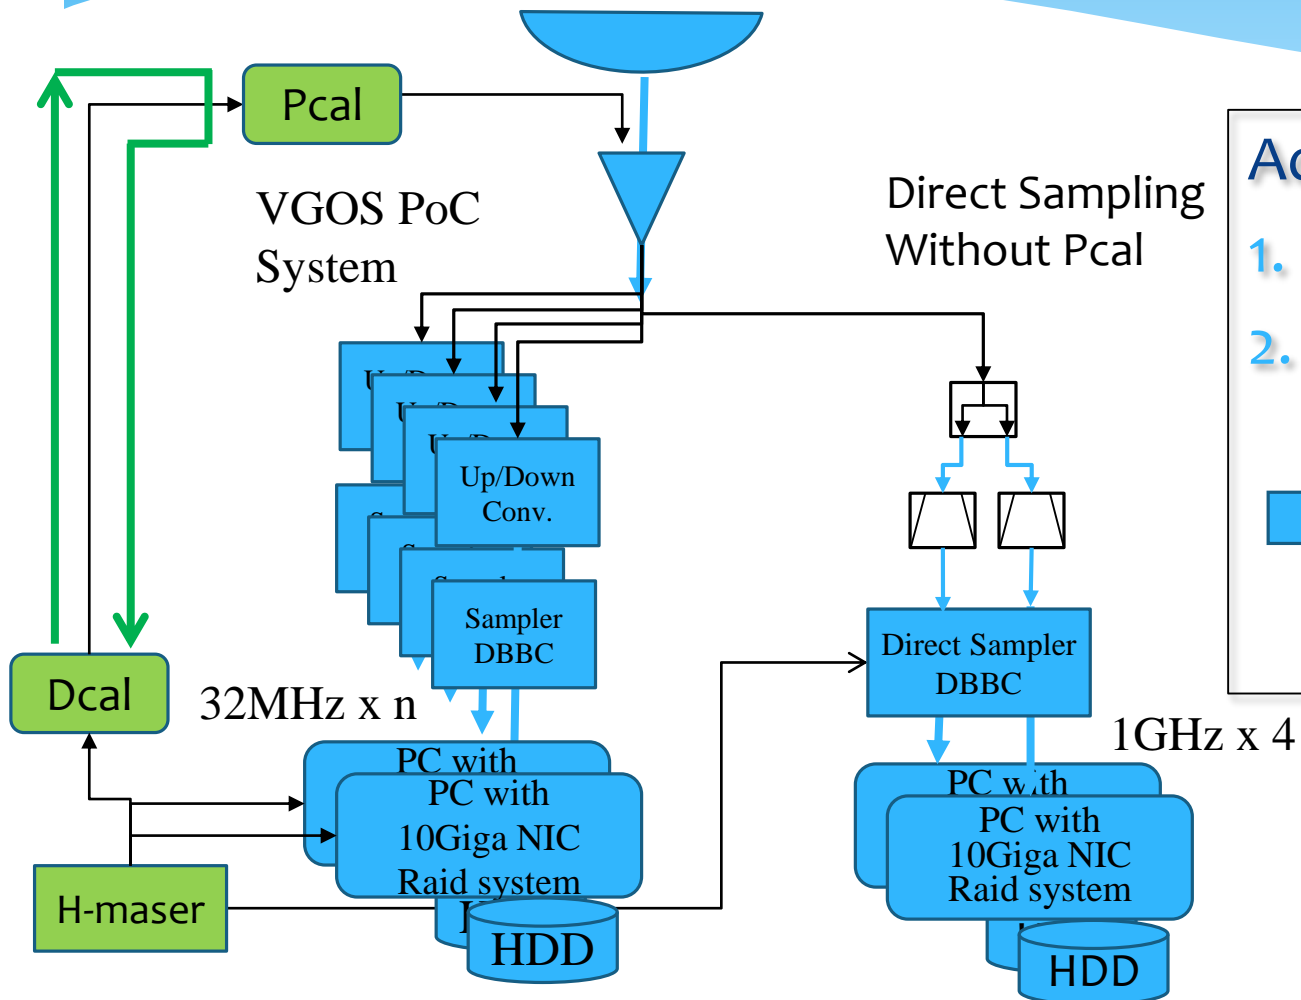 Pcal
VGOS PoC
System
Direct Sampling
Without Pcal
1.
2.
Up/Down
Conv.
Sampler
DBBC
Direct Sampler
DBBC
Dcal
32MHz x n
1GHz x 4
PC with
PC with
10Giga NIC
Raid system
PC with
PC with
10Giga NIC
Raid system
H-maser
HDD
HDD